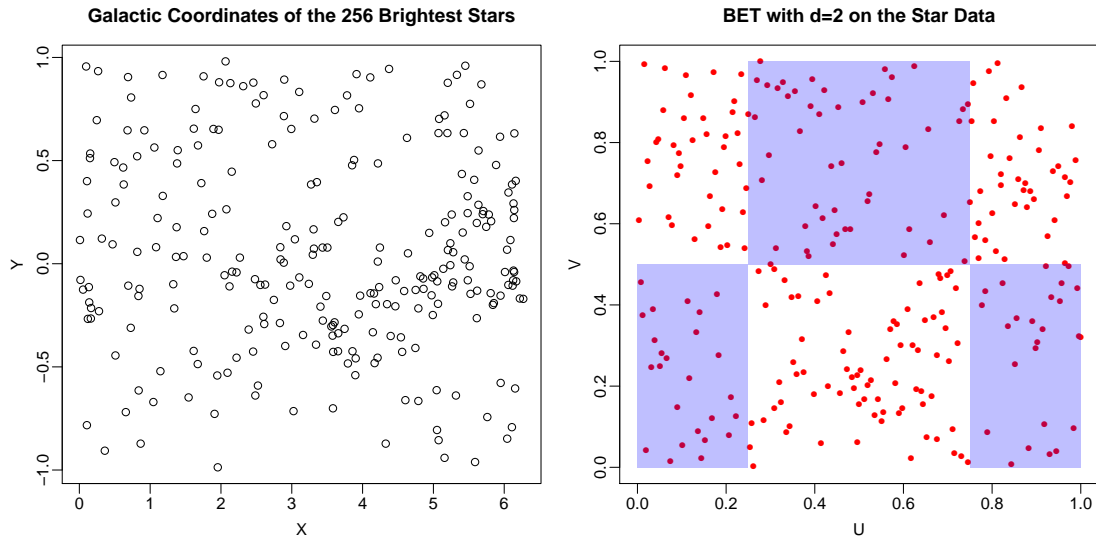 Galactic Coordinates of the 256 Brightest Stars
1.0
0.5
0.0
−0.5
−1.0
Y
0 1 2 3 4 5 6
X
BET with d=2 on the Star Data
1.0
0.8
0.6
0.4
0.2
0.0
V
0.0 0.2 0.4 0.6 0.8 1.0
U